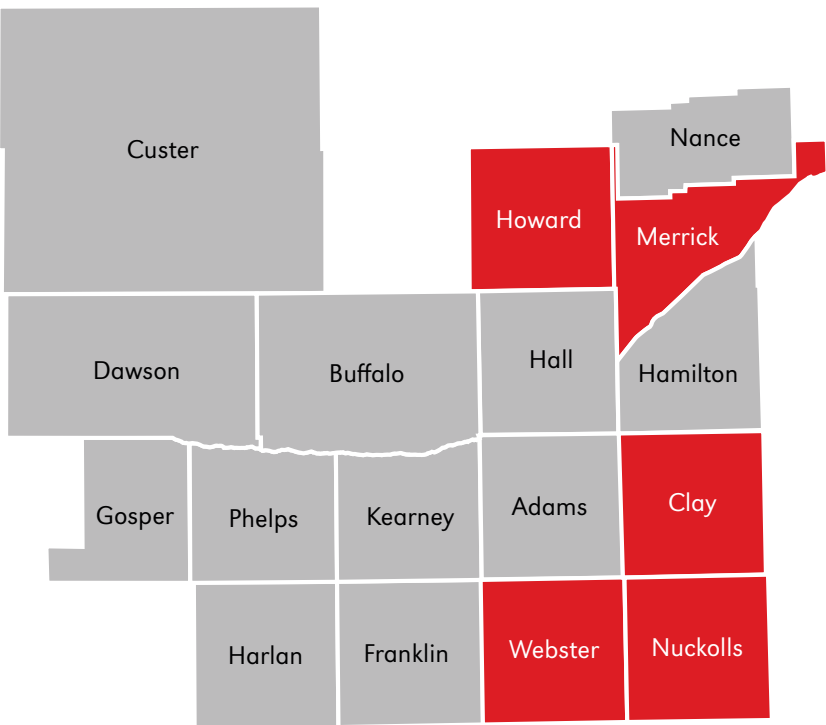 Nance
Custer
Howard
Merrick
Hall
Dawson
Buffalo
Hamilton
Clay
Adams
Gosper
Phelps
Kearney
Nuckolls
Webster
Franklin
Harlan